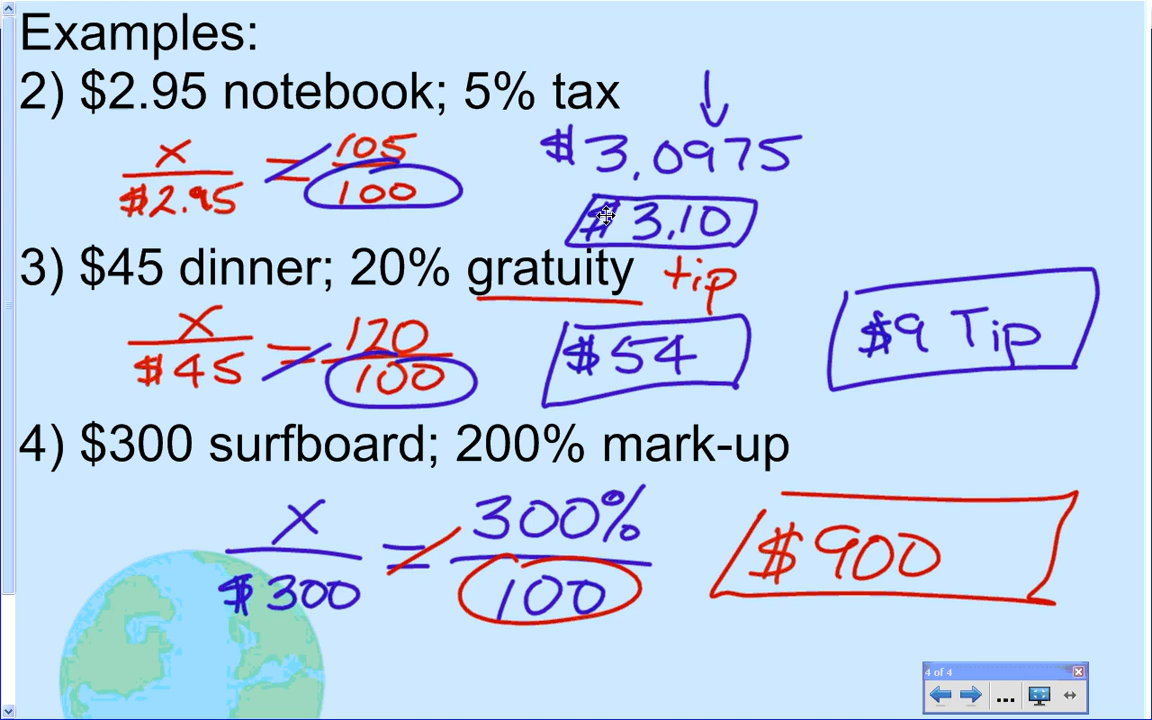 Examples:
2) $2.95 notebook; 5% tax
x = 105 $3.0975
$2.95 100
$3.10
3) $45 dinner; 20% gratuity tip
x = 120 $54 $9 Tip
$45 100
4) $300 surfboard; 200% mark-up
x = 300% $900
$300 100
4 of 4